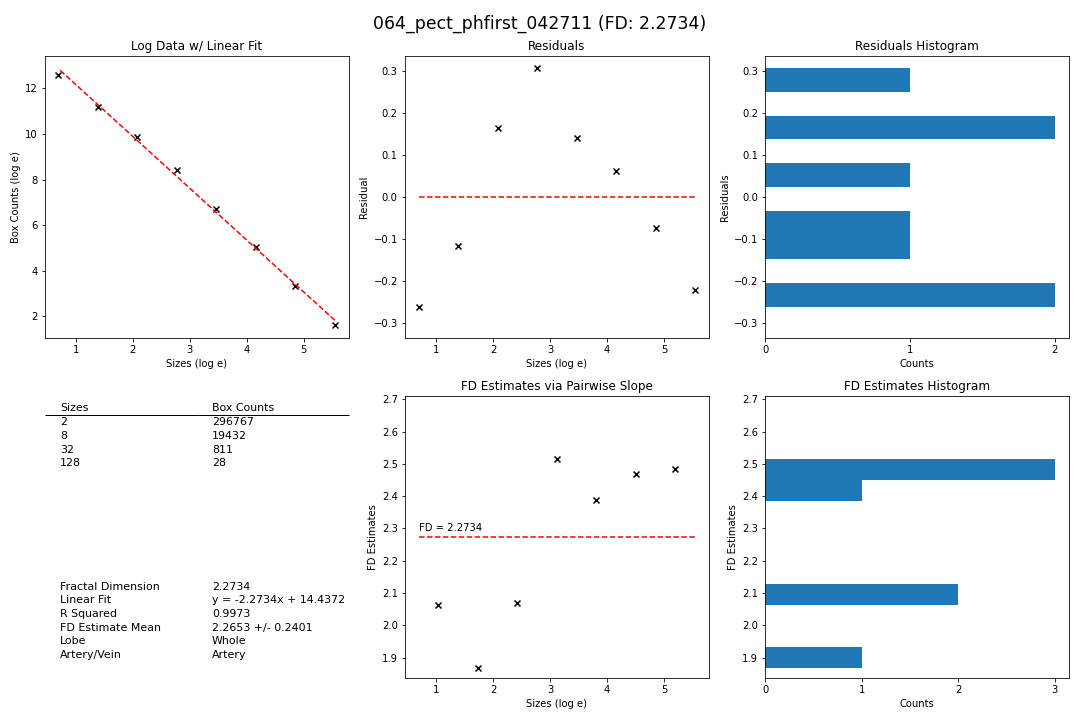 064_pect_phfirst_042711 (FD: 2.2734)
Log Data w/ Linear Fit
Box Counts (log e)
12
10
8
6
4
2
1 2 3 4 5
Sizes (log e)
Residuals
Residual
0.3
0.2
0.1
0.0
−0.1
−0.2
−0.3
1 2 3 4 5
Sizes (log e)
Residuals Histogram
Residuals
0.3
0.2
0.1
0.0
−0.1
−0.2
−0.3
0 1 2
Counts
Sizes Box Counts
2 296767
8 19432
32 811
128 28
Fractal Dimension 2.2734
Linear Fit y = -2.2734x + 14.4372
R Squared 0.9973
FD Estimate Mean 2.2653 +/- 0.2401
Lobe Whole
Artery/Vein Artery
FD Estimates via Pairwise Slope
FD Estimates
2.7
2.6
2.5
2.4
2.3
2.2
2.1
2.0
1.9
FD = 2.2734
1 2 3 4 5
Sizes (log e)
FD Estimates Histogram
FD Estimates
2.7
2.6
2.5
2.4
2.3
2.2
2.1
2.0
1.9
0 1 2 3
Counts